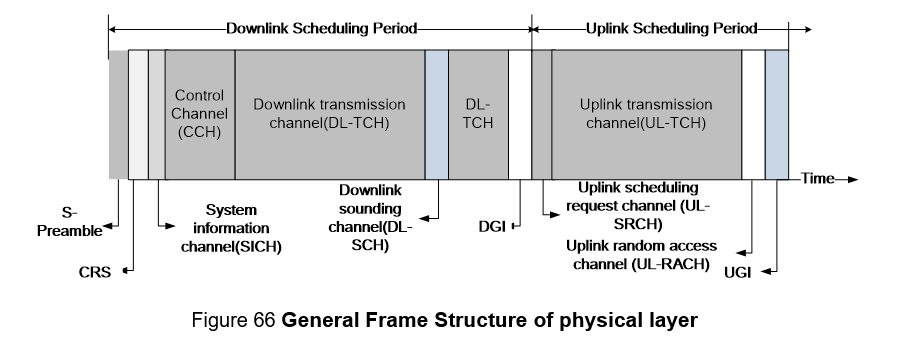 Downlink Scheduling Period
Uplink Scheduling Period
Control
Channel
(CCH)
Downlink transmission
channel(DL-TCH)
DL-
TCH
Uplink transmission
channel(UL-TCH)
Time
S-
Preamble
CRS
System
information
channel(SICH)
Downlink
sounding
channel(DL-
SCH)
DGI
Uplink scheduling
request channel (UL-
SRCH)
Uplink random access
channel (UL-RACH)
UGI
Figure 66 General Frame Structure of physical layer